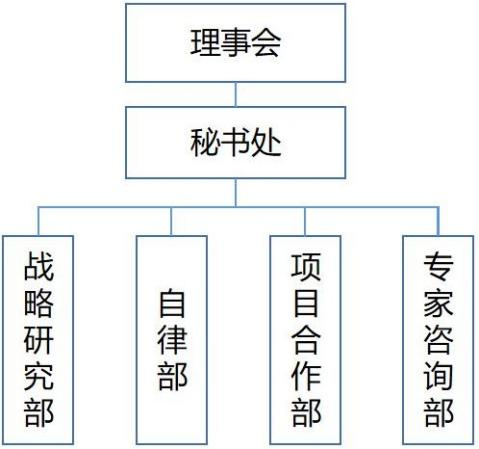 理事会
秘书处
战略研究部
自律部
项目合作部
专家咨询部